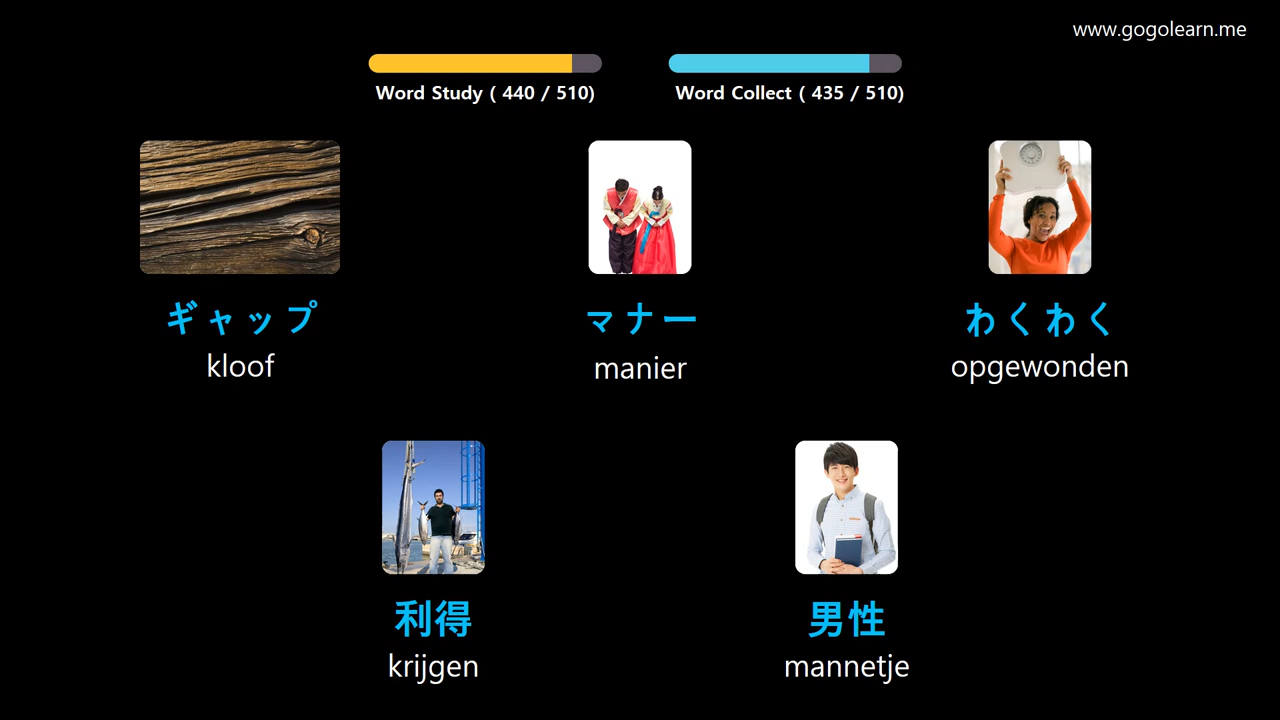 www.gogolearn.me
Word Study ( 440 / 510)
Word Collect ( 435 / 510)
ギャップ
kloof
マナー
manier
わくわく
opgewonden
利得
krijgen
男性
mannetje